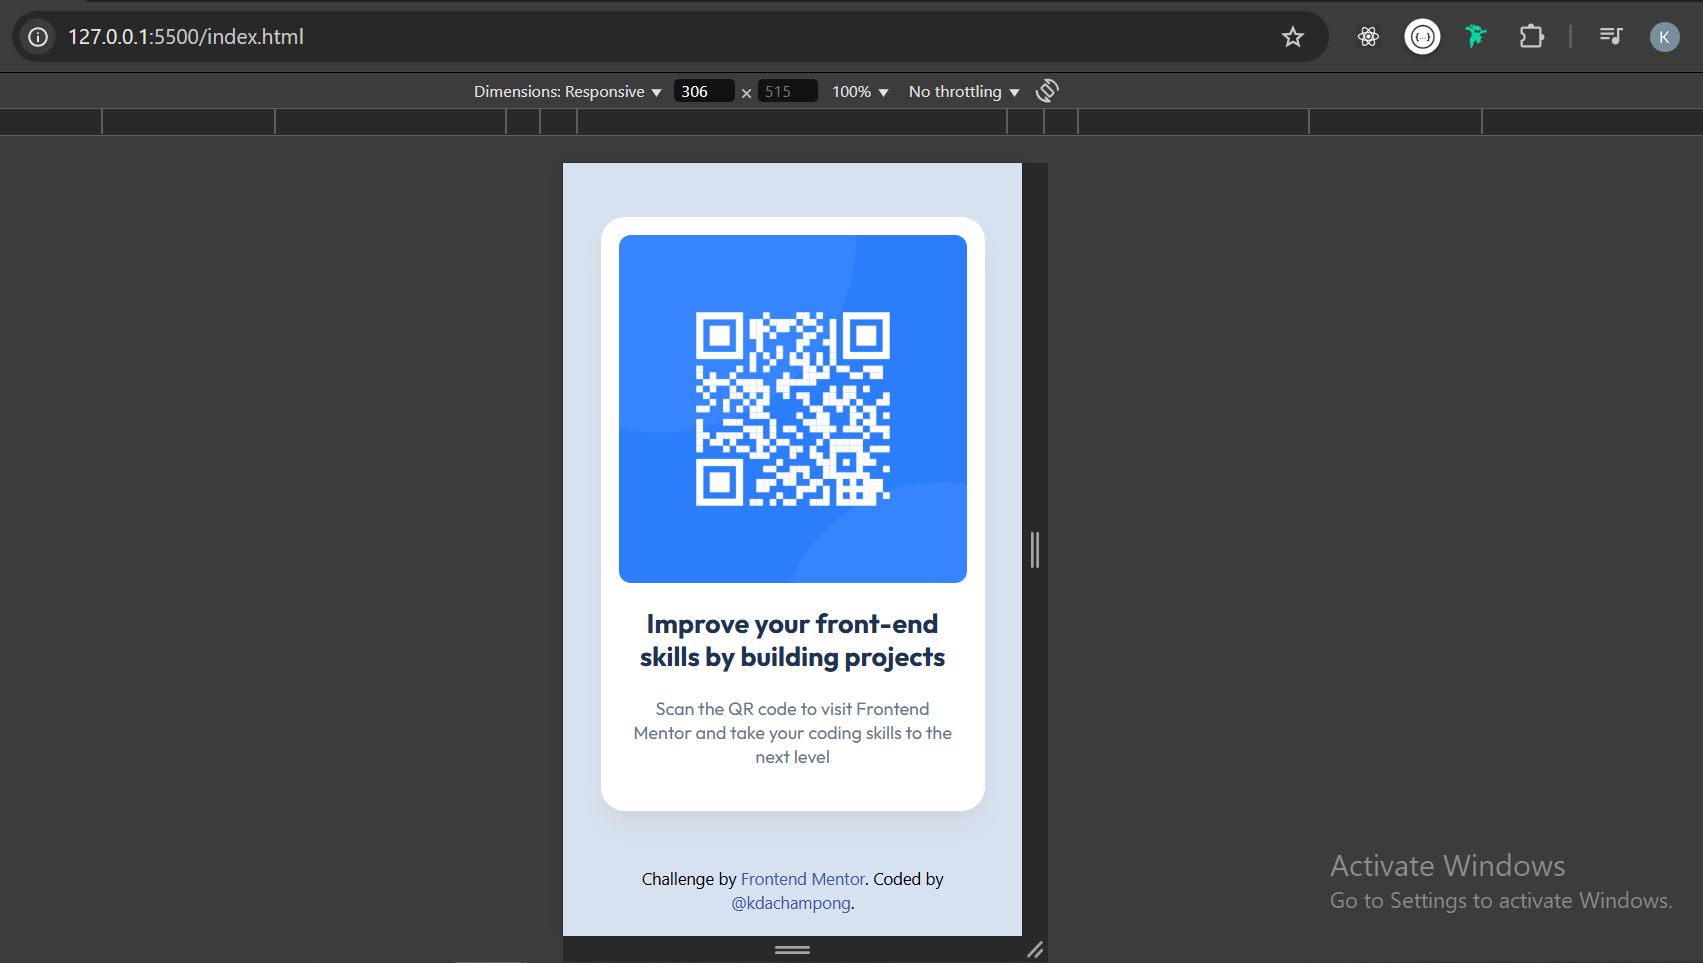 127.0.0.1:5500/index.html
K
Dimensions: Responsive 306 × 515 100% No throttling
Improve your front-end
skills by building projects
Scan the QR code to visit Frontend
Mentor and take your coding skills to the
next level
Challenge by Frontend Mentor. Coded by
@kdachampong.
Activate Windows
Go to Settings to activate Windows.